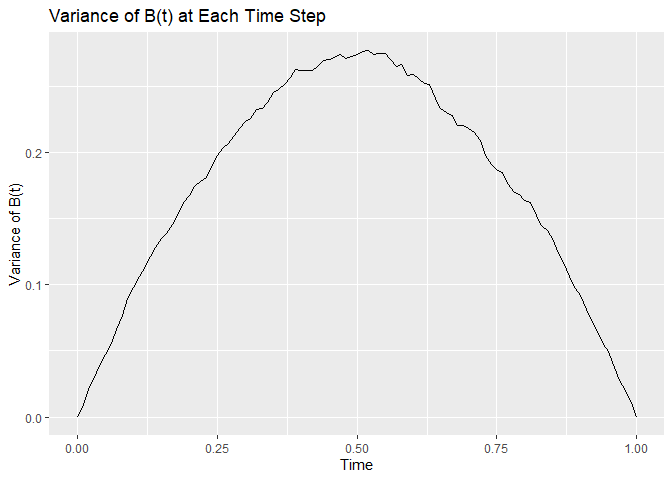 Variance of B(t) at Each Time Step
Variance of B(t)
0.2
0.1
0.0
0.00 0.25 0.50 0.75 1.00
Time